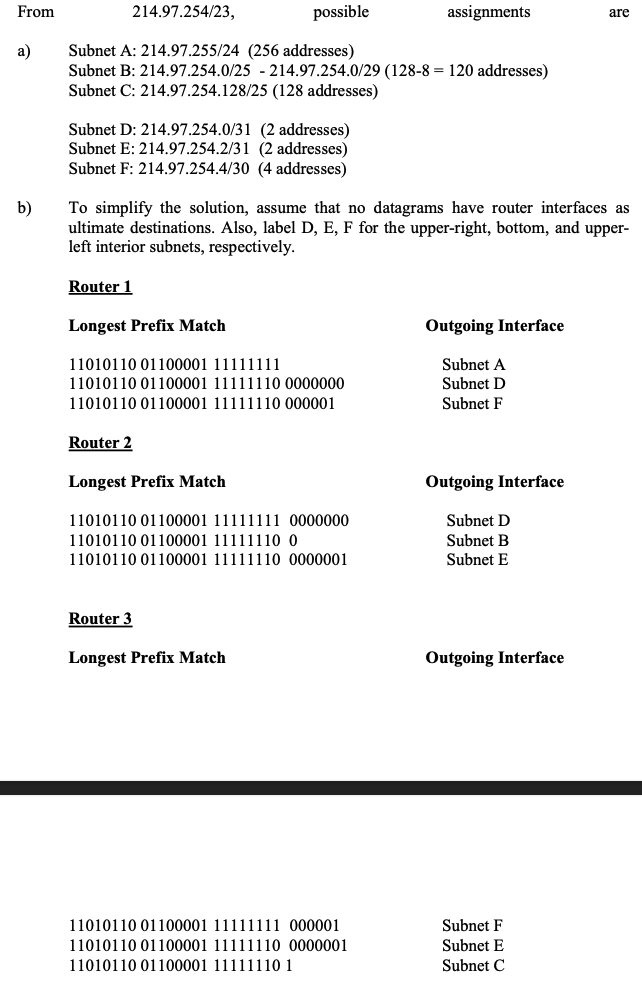 From 214.97.254/23, possible assignments are
a) Subnet A: 214.97.255/24 (256 addresses)
Subnet B: 214.97.254.0/25 - 214.97.254.0/29 (128-8 = 120 addresses)
Subnet C: 214.97.254.128/25 (128 addresses)
Subnet D: 214.97.254.0/31 (2 addresses)
Subnet E: 214.97.254.2/31 (2 addresses)
Subnet F: 214.97.254.4/30 (4 addresses)
b) To simplify the solution, assume that no datagrams have router interfaces as
ultimate destinations. Also, label D, E, F for the upper-right, bottom, and upper-
left interior subnets, respectively.
Router 1
Longest Prefix Match Outgoing Interface
11010110 01100001 11111111 Subnet A
11010110 01100001 11111110 0000000 Subnet D
11010110 01100001 11111110 000001 Subnet F
Router 2
Longest Prefix Match Outgoing Interface
11010110 01100001 11111111 0000000 Subnet D
11010110 01100001 11111110 0 Subnet B
11010110 01100001 11111110 0000001 Subnet E
Router 3
Longest Prefix Match Outgoing Interface
11010110 01100001 11111111 000001 Subnet F
11010110 01100001 11111110 0000001 Subnet E
11010110 01100001 11111110 1 Subnet C